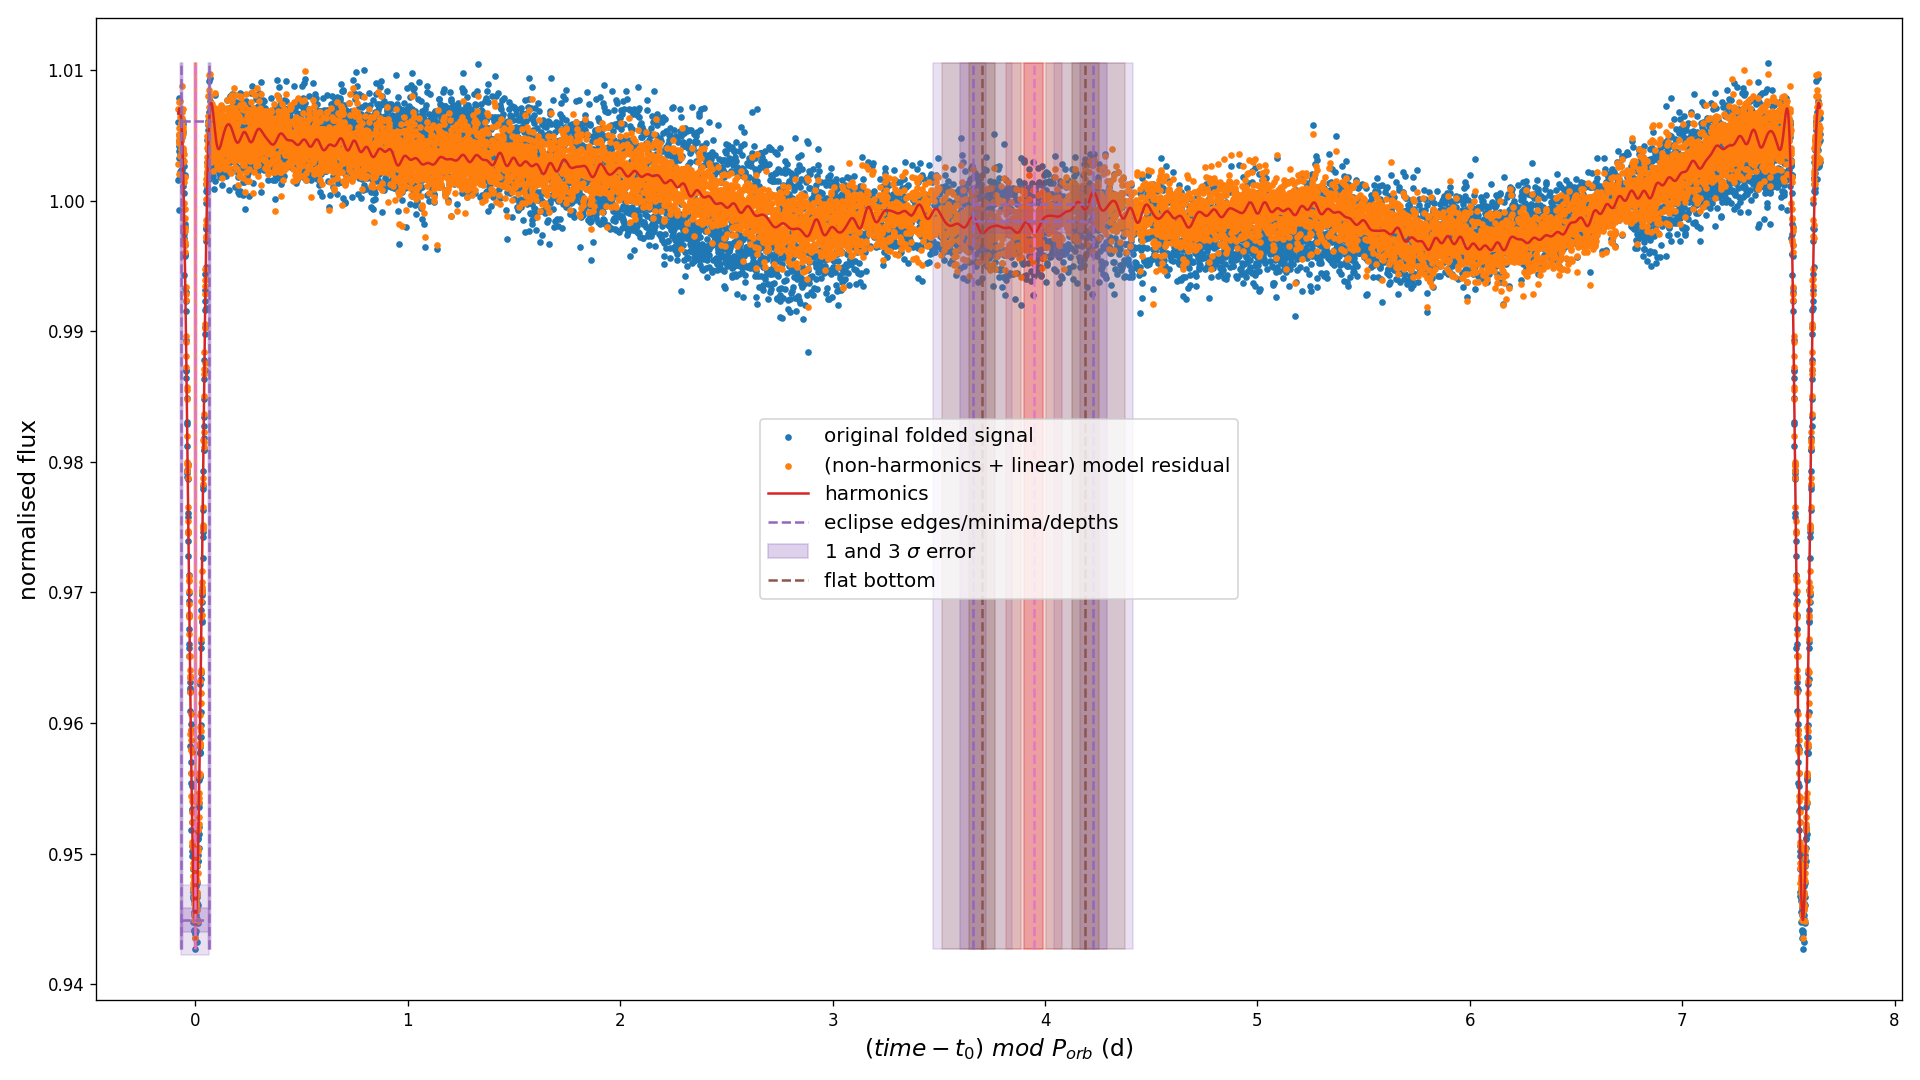 1.01
1.00
0.99
0.98
0.97
0.96
0.95
0.94
normalised flux
original folded signal
(non-harmonics + linear) model residual
harmonics
eclipse edges/minima/depths
1 and 3 σ error
flat bottom
0 1 2 3 4 5 6 7 8
(time − t₀) mod Pₒᵣb (d)